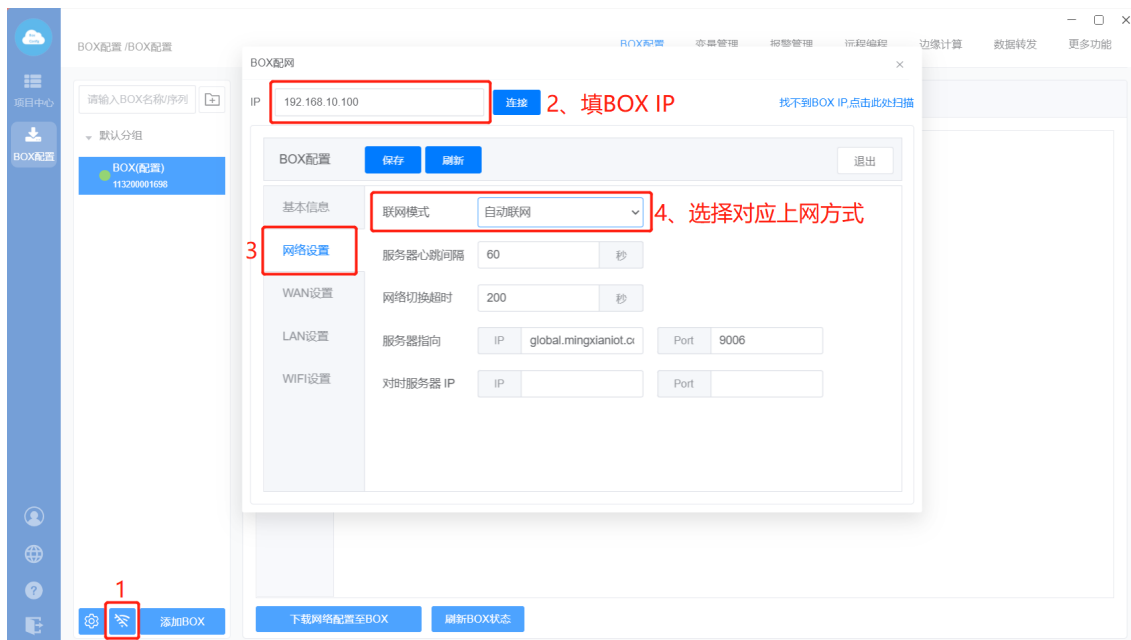 BOX配置 /BOX配置
BOX配置 变量管理 报警管理 远程编程 边缘计算 数据转发 更多功能
项目中心
BOX配置
请输入BOX名称/序列
默认分组
BOX(配置)
113200001698
BOX配网
IP 192.168.10.100 连接 2、填BOX IP 找不到BOX IP,点击此处扫描
BOX配置 保存 刷新 退出
基本信息
3 网络设置
WAN设置
LAN设置
WIFI设置
联网模式 自动联网 4、选择对应上网方式
服务器心跳间隔 60 秒
网络切换超时 200 秒
服务器指向 IP global.mingxianiot.co Port 9006
对时服务器 IP IP Port
1
添加BOX 下载网络配置至BOX 刷新BOX状态